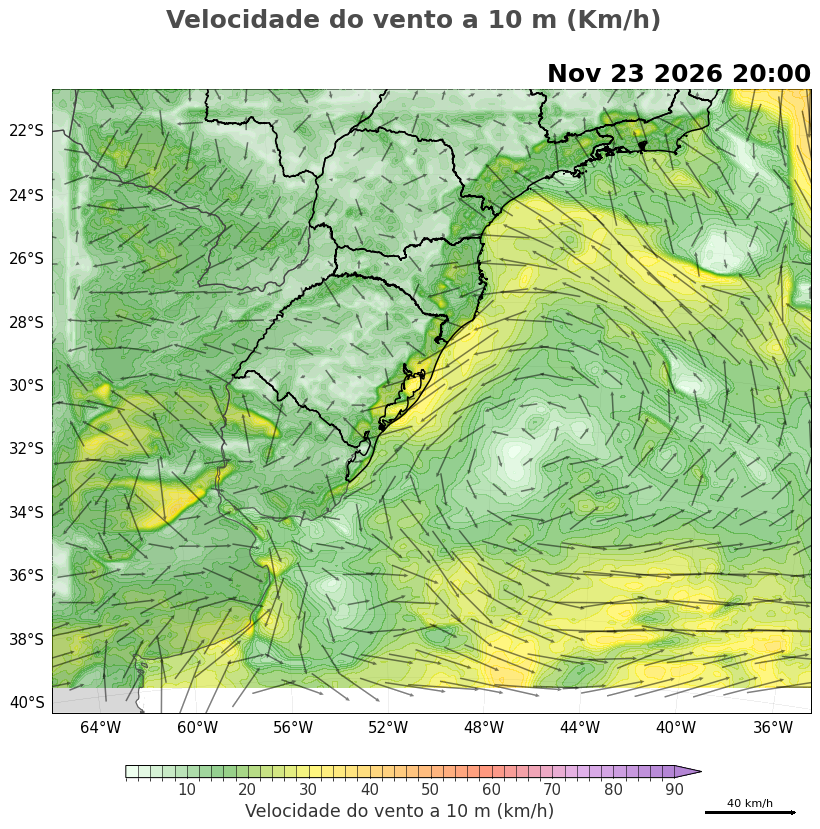 Velocidade do vento a 10 m (Km/h)
Nov 23 2026 20:00
22°S
24°S
26°S
28°S
30°S
32°S
34°S
36°S
38°S
40°S
64°W 60°W 56°W 52°W 48°W 44°W 40°W 36°W
10 20 30 40 50 60 70 80 90
Velocidade do vento a 10 m (km/h)
40 km/h